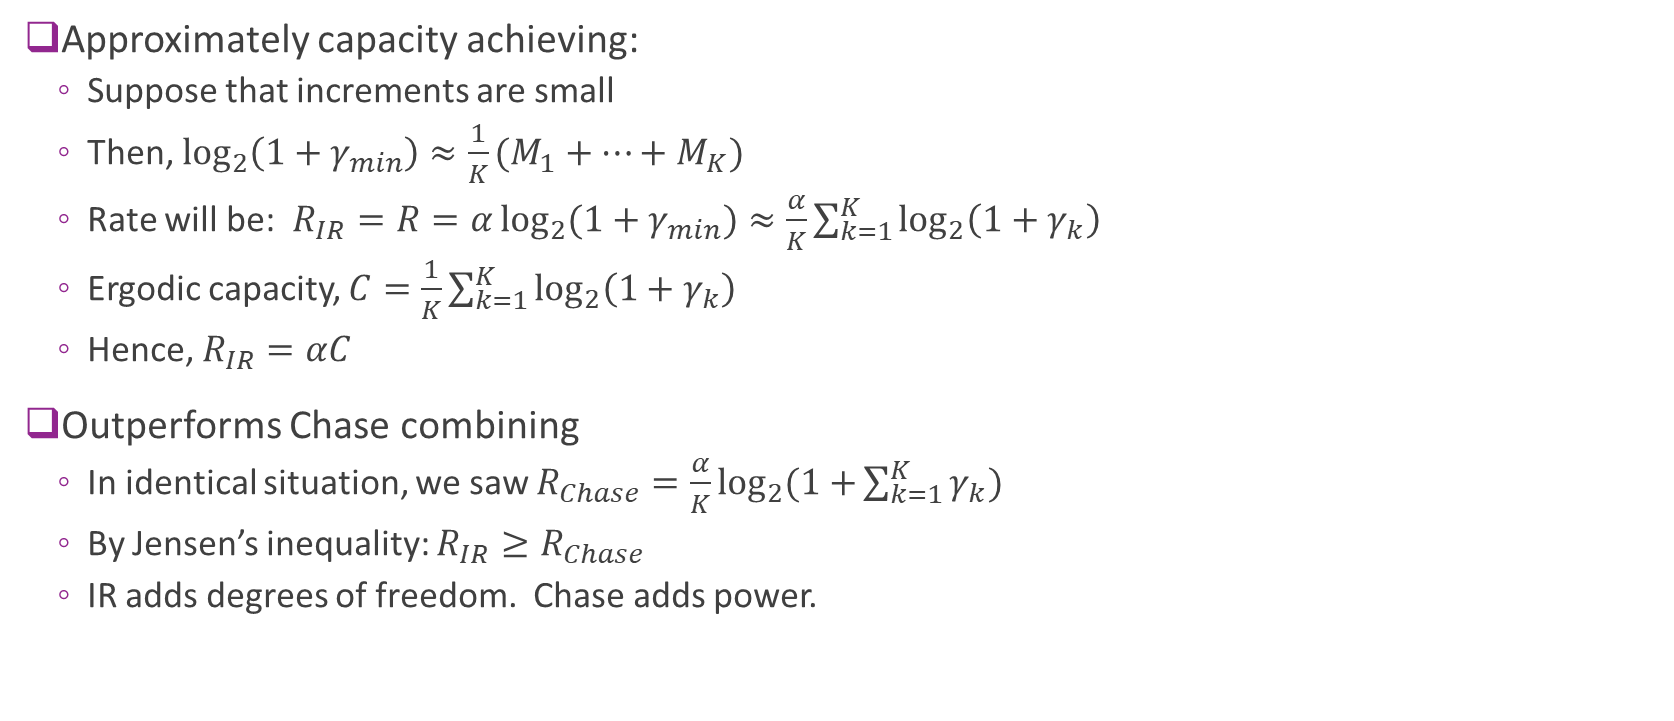 ❑Approximately capacity achieving:
◦ Suppose that increments are small
◦ Then, log₂(1 + γ_min) ≈ 1/K (M₁ + ⋯ + M_K)
◦ Rate will be: R_IR = R = α log₂(1 + γ_min) ≈ α/K ∑_{k=1}^K log₂(1 + γ_k)
◦ Ergodic capacity, C = 1/K ∑_{k=1}^K log₂(1 + γ_k)
◦ Hence, R_IR = αC
❑Outperforms Chase combining
◦ In identical situation, we saw R_Chase = α/K log₂(1 + ∑_{k=1}^K γ_k)
◦ By Jensen’s inequality: R_IR ≥ R_Chase
◦ IR adds degrees of freedom. Chase adds power.